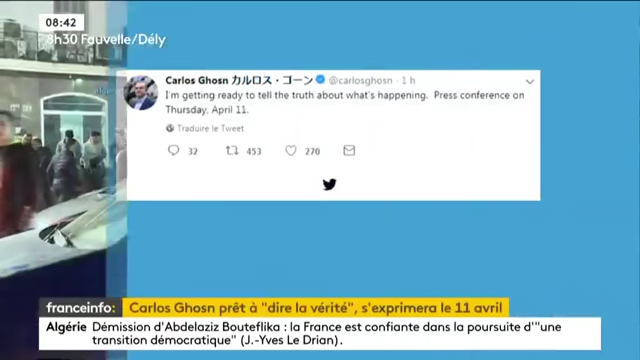 08:42
8h30 Fauvelle/Dély
Carlos Ghosn カルロス・ゴーン @carlosghosn · 1 h
I'm getting ready to tell the truth about what's happening. Press conference on
Thursday, April 11.
Traduire le Tweet
32 453 270
franceinfo: Carlos Ghosn prêt à "dire la vérité", s'exprimera le 11 avril
Algérie Démission d'Abdelaziz Bouteflika : la France est confiante dans la poursuite d'"une
transition démocratique" (J.-Yves Le Drian).